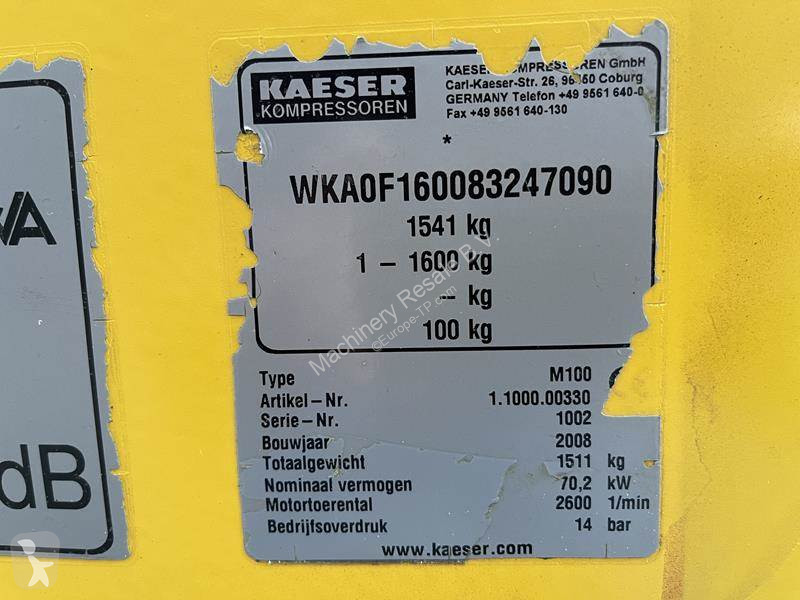 VA
dB
KAESER
KOMPRESSOREN
KAESER KOMPRESSOREN GmbH
Carl-Kaeser-Str. 26, 96450 Coburg
GERMANY Telefon +49 9561 640-0
Fax +49 9561 640-130
*
WKA0F160083247090
1541 kg
1 – 1600 kg
-- kg
100 kg
Type M100
Artikel–Nr. 1.1000.00330
Serie–Nr. 1002
Bouwjaar 2008
Totaalgewicht 1511 kg
Nominaal vermogen 70,2 kW
Motortoerental 2600 1/min
Bedrijfsoverdruk 14 bar
www.kaeser.com
Machinery Resale B.V.
©Europe-TP.com